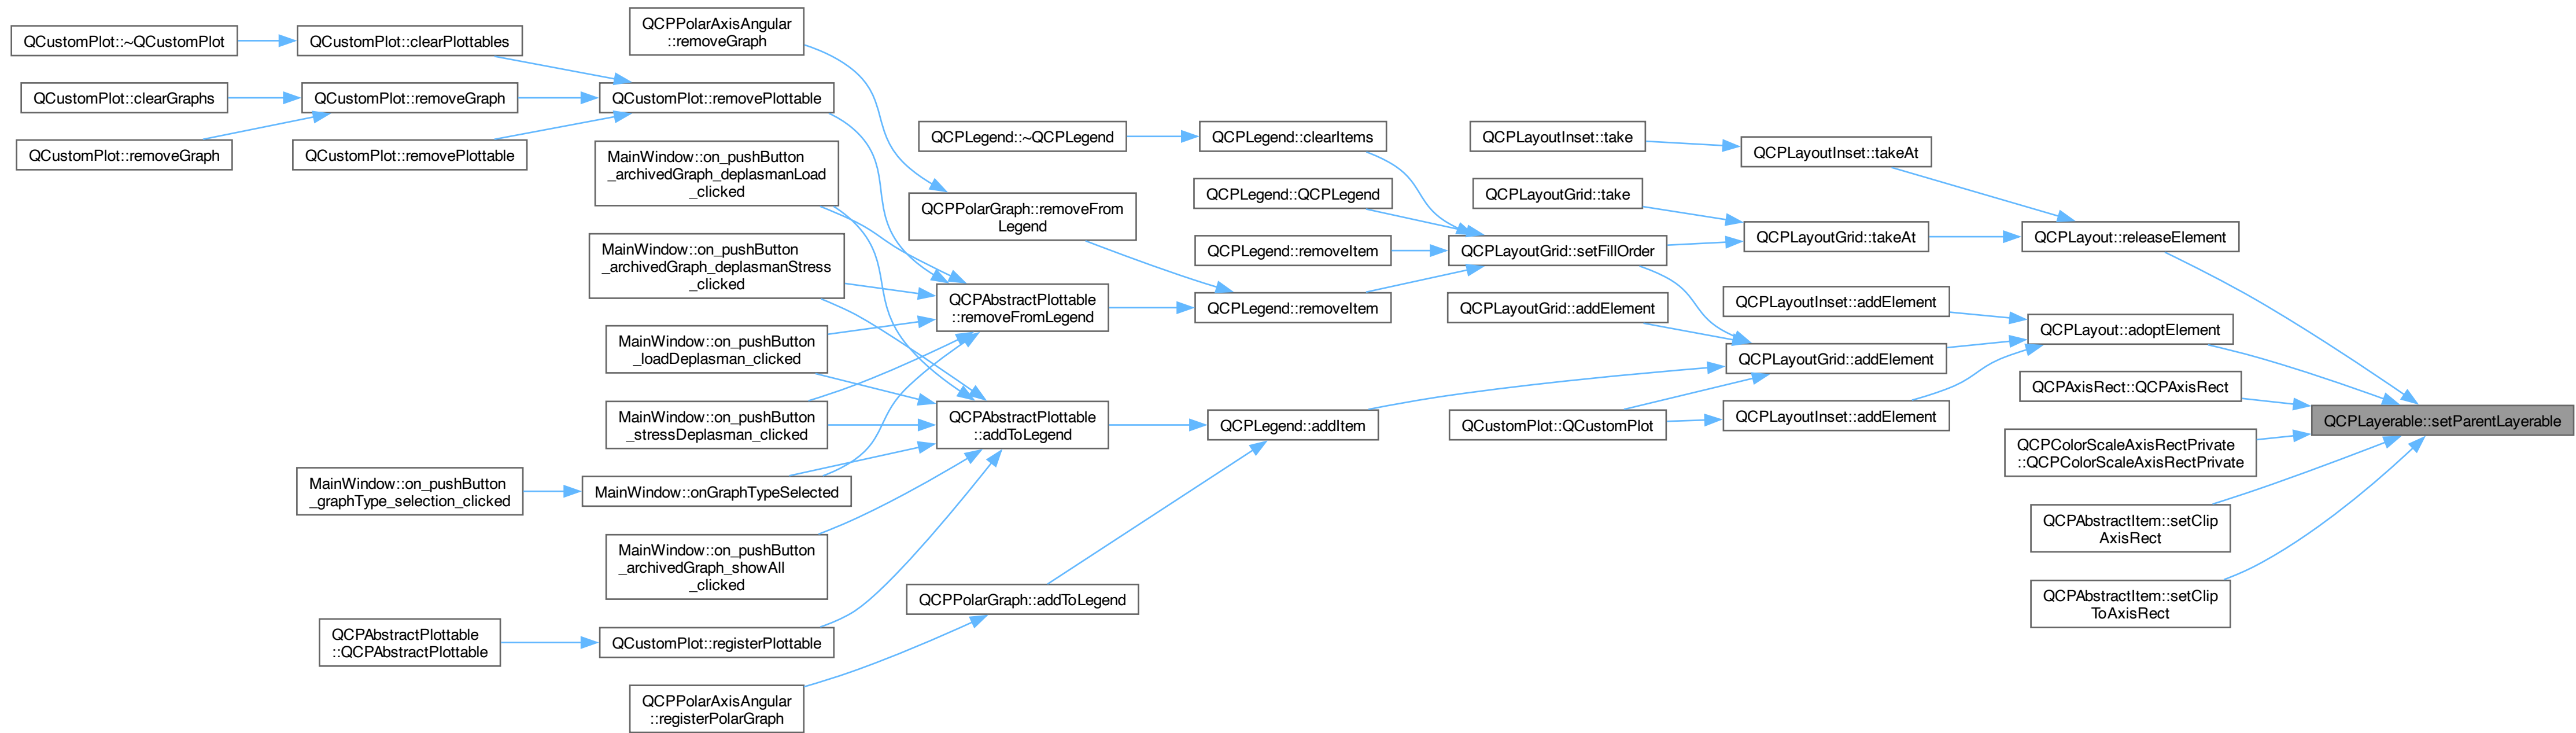 QCustomPlot::~QCustomPlot
QCustomPlot::clearPlottables
QCustomPlot::clearGraphs
QCustomPlot::removeGraph
QCustomPlot::removeGraph
QCustomPlot::removePlottable
QCPPolarAxisAngular
::removeGraph
QCustomPlot::removePlottable
MainWindow::on_pushButton
_archivedGraph_deplasmanLoad
_clicked
MainWindow::on_pushButton
_archivedGraph_deplasmanStress
_clicked
MainWindow::on_pushButton
_loadDeplasman_clicked
MainWindow::on_pushButton
_stressDeplasman_clicked
MainWindow::on_pushButton
_graphType_selection_clicked
MainWindow::onGraphTypeSelected
MainWindow::on_pushButton
_archivedGraph_showAll
_clicked
QCPAbstractPlottable
::QCPAbstractPlottable
QCustomPlot::registerPlottable
QCPPolarAxisAngular
::registerPolarGraph
QCPLegend::~QCPLegend
QCPPolarGraph::removeFrom
Legend
QCPAbstractPlottable
::removeFromLegend
QCPAbstractPlottable
::addToLegend
QCPPolarGraph::addToLegend
QCPLegend::clearItems
QCPLegend::QCPLegend
QCPLegend::removeItem
QCPLegend::removeItem
QCPLegend::addItem
QCPLayoutInset::take
QCPLayoutGrid::take
QCPLayoutGrid::setFillOrder
QCPLayoutGrid::addElement
QCustomPlot::QCustomPlot
QCPLayoutInset::takeAt
QCPLayoutGrid::takeAt
QCPLayoutInset::addElement
QCPLayoutGrid::addElement
QCPLayoutInset::addElement
QCPLayout::releaseElement
QCPLayout::adoptElement
QCPAxisRect::QCPAxisRect
QCPColorScaleAxisRectPrivate
::QCPColorScaleAxisRectPrivate
QCPAbstractItem::setClip
AxisRect
QCPAbstractItem::setClip
ToAxisRect
QCPLayerable::setParentLayerable